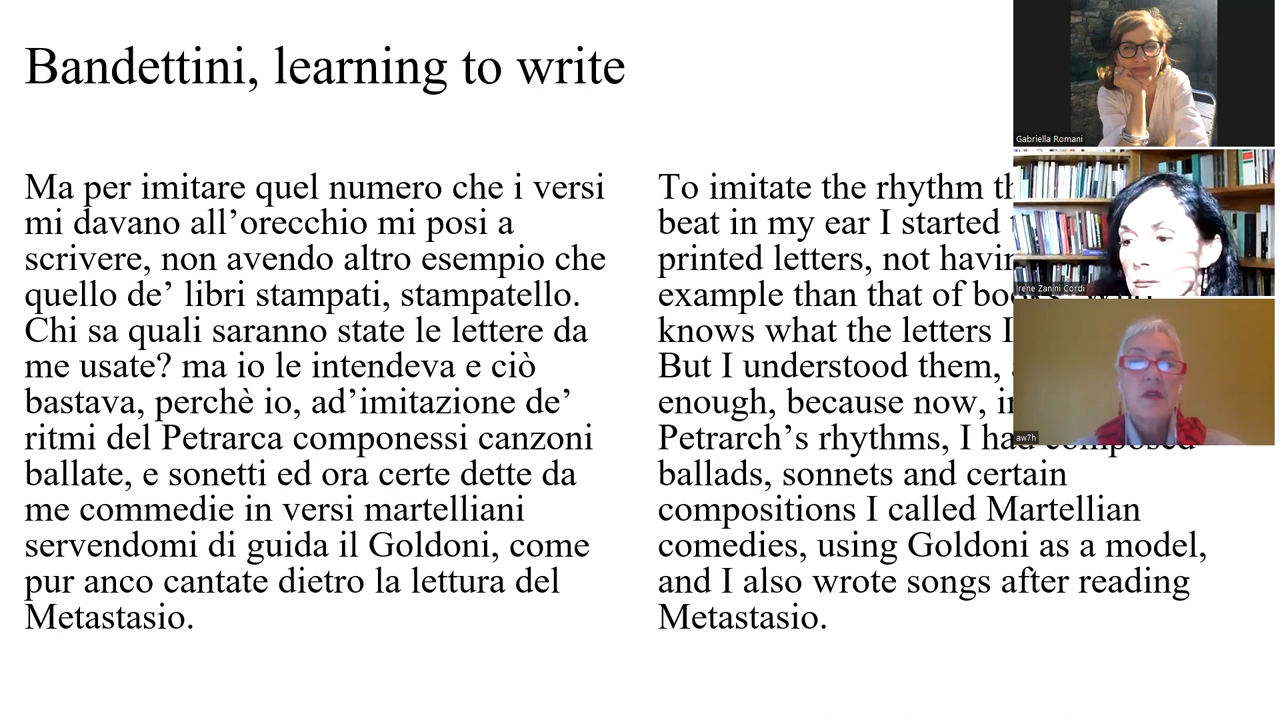 Bandettini, learning to write
Ma per imitare quel numero che i versi
mi davano all’orecchio mi posi a
scrivere, non avendo altro esempio che
quello de’ libri stampati, stampatello.
Chi sa quali saranno state le lettere da
me usate? ma io le intendeva e ciò
bastava, perchè io, ad’imitazione de’
ritmi del Petrarca componessi canzoni
ballate, e sonetti ed ora certe dette da
me commedie in versi martelliani
servendomi di guida il Goldoni, come
pur anco cantate dietro la lettura del
Metastasio.
To imitate the rhythm
beat in my ear I started
printed letters, not
example than that of
knows what the letters I
But I understood them,
enough, because now,
Petrarch’s rhythms, I had composed
ballads, sonnets and certain
compositions I called Martellian
comedies, using Goldoni as a model,
and I also wrote songs after reading
Metastasio.
Gabriella Romani
Irene Zanini Cordi
aw7h